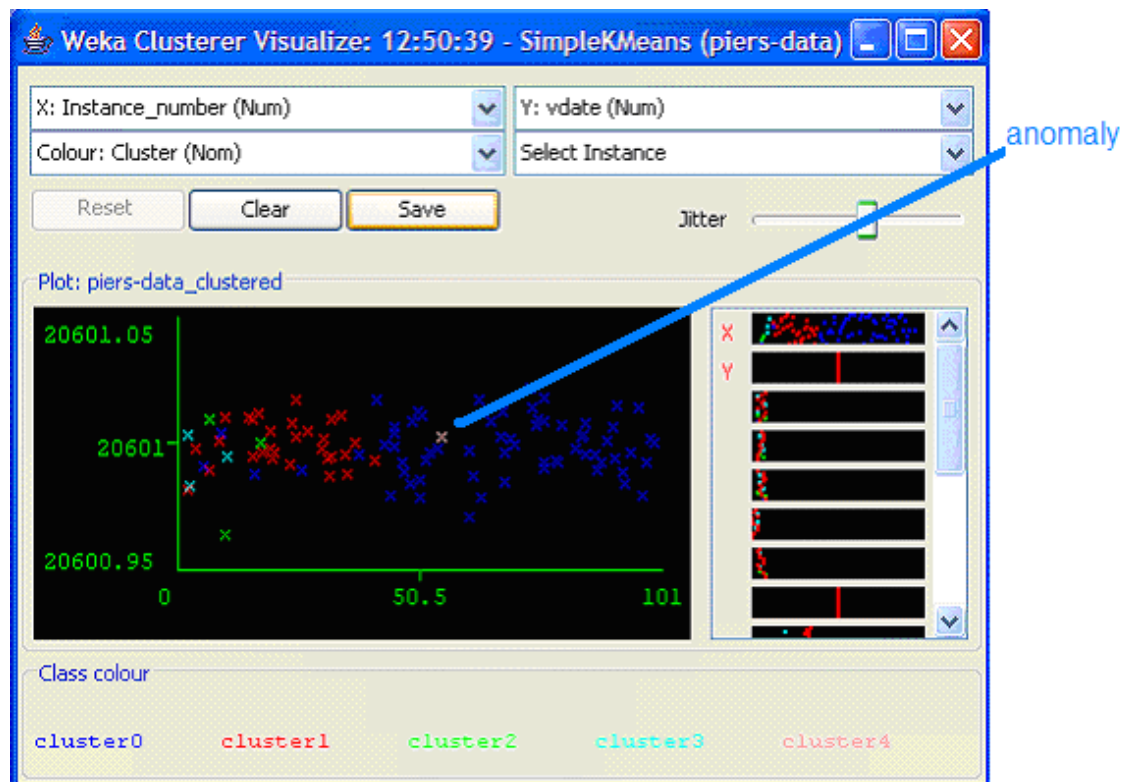 Weka Clusterer Visualize: 12:50:39 - SimpleKMeans (piers-data)
X: Instance_number (Num)
Y: vdate (Num)
anomaly
Colour: Cluster (Nom)
Select Instance
Reset
Clear
Save
Jitter
Plot: piers-data_clustered
20601.05
20601
20600.95
0
50.5
101
X
Y
Class colour
cluster0
cluster1
cluster2
cluster3
cluster4